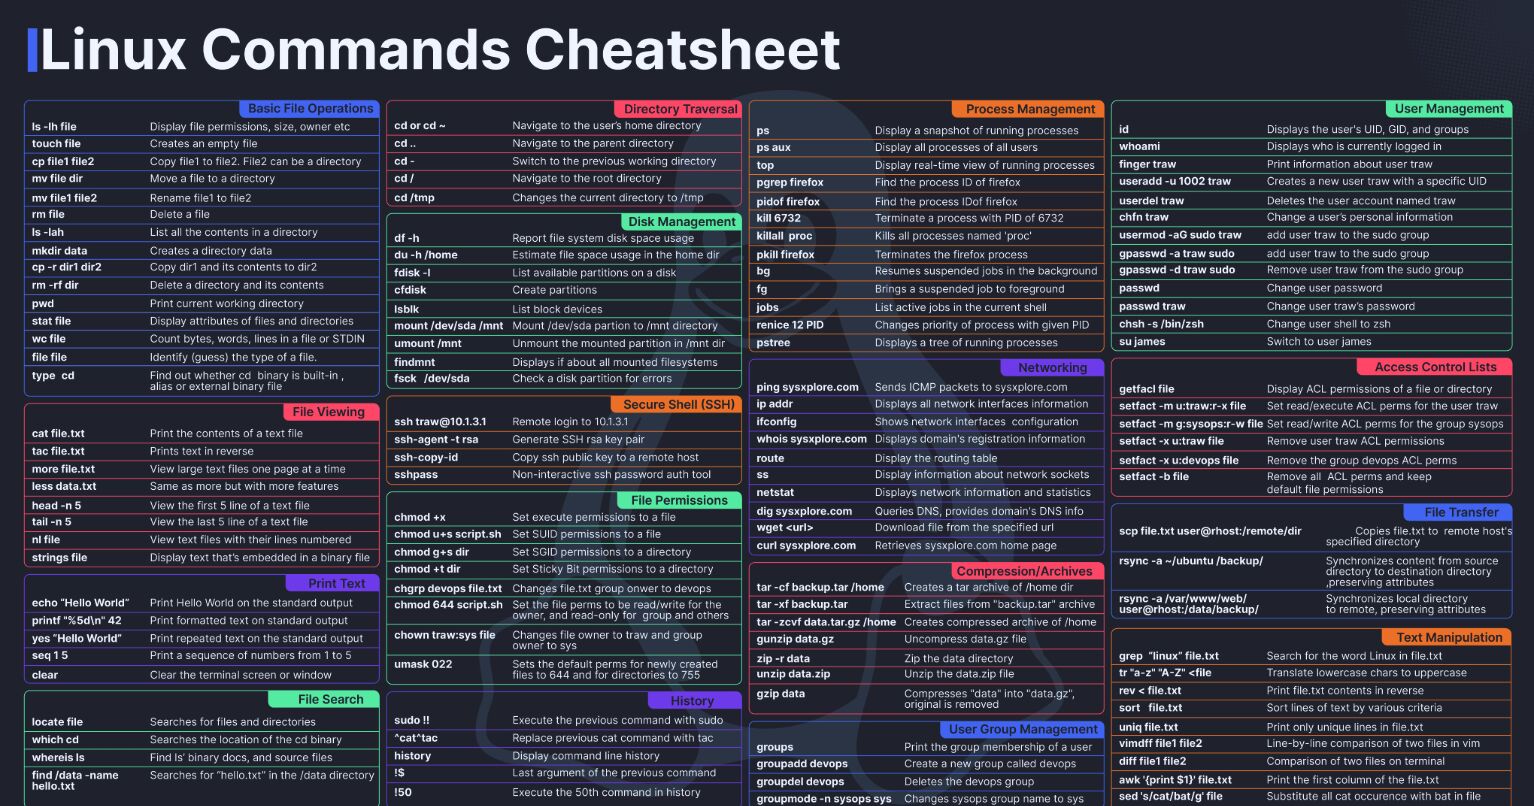 Linux Commands Cheatsheet
Basic File Operations
ls -lh file Display file permissions, size, owner etc
touch file Creates an empty file
cp file1 file2 Copy file1 to file2. File2 can be a directory
mv file dir Move a file to a directory
mv file1 file2 Rename file1 to file2
rm file Delete a file
ls -lah List all the contents in a directory
mkdir data Creates a directory data
cp -r dir1 dir2 Copy dir1 and its contents to dir2
rm -rf dir Delete a directory and its contents
pwd Print current working directory
stat file Display attributes of files and directories
wc file Count bytes, words, lines in a file or STDIN
file file Identify (guess) the type of a file.
type cd Find out whether cd binary is built-in ,
alias or external binary file
File Viewing
cat file.txt Print the contents of a text file
tac file.txt Prints text in reverse
more file.txt View large text files one page at a time
less data.txt Same as more but with more features
head -n 5 View the first 5 line of a text file
tail -n 5 View the last 5 line of a text file
nl file View text files with their lines numbered
strings file Display text that's embedded in a binary file
Print Text
echo “Hello World” Print Hello World on the standard output
printf "%5d\n" 42 Print formatted text on standard output
yes “Hello World” Print repeated text on the standard output
seq 1 5 Print a sequence of numbers from 1 to 5
clear Clear the terminal screen or window
File Search
locate file Searches for files and directories
which cd Searches the location of the cd binary
whereis ls Find ls' binary docs, and source files
find /data -name Searches for “hello.txt” in the /data directory
hello.txt
Directory Traversal
cd or cd ~ Navigate to the user's home directory
cd .. Navigate to the parent directory
cd - Switch to the previous working directory
cd / Navigate to the root directory
cd /tmp Changes the current directory to /tmp
Disk Management
df -h Report file system disk space usage
du -h /home Estimate file space usage in the home dir
fdisk -l List available partitions on a disk
cfdisk Create partitions
lsblk List block devices
mount /dev/sda /mnt Mount /dev/sda partion to /mnt directory
umount /mnt Unmount the mounted partition in /mnt dir
findmnt Displays if about all mounted filesystems
fsck /dev/sda Check a disk partition for errors
Secure Shell (SSH)
ssh traw@10.1.3.1 Remote login to 10.1.3.1
ssh-agent -t rsa Generate SSH rsa key pair
ssh-copy-id Copy ssh public key to a remote host
sshpass Non-interactive ssh password auth tool
File Permissions
chmod +x Set execute permissions to a file
chmod u+s script.sh Set SUID permissions to a file
chmod g+s dir Set SGID permissions to a directory
chmod +t dir Set Sticky Bit permissions to a directory
chgrp devops file.txt Changes file.txt group onwer to devops
chmod 644 script.sh Set the file perms to be read/write for the
owner, and read-only for group and others
chown traw:sys file Changes file owner to traw and group
owner to sys
umask 022 Sets the default perms for newly created
files to 644 and for directories to 755
History
sudo !! Execute the previous command with sudo
^cat^tac Replace previous cat command with tac
history Display command line history
!$ Last argument of the previous command
!50 Execute the 50th command in history
Process Management
ps Display a snapshot of running processes
ps aux Display all processes of all users
top Display real-time view of running processes
pgrep firefox Find the process ID of firefox
pidof firefox Find the process IDof firefox
kill 6732 Terminate a process with PID of 6732
killall proc Kills all processes named 'proc'
pkill firefox Terminates the firefox process
bg Resumes suspended jobs in the background
fg Brings a suspended job to foreground
jobs List active jobs in the current shell
renice 12 PID Changes priority of process with given PID
pstree Displays a tree of running processes
Networking
ping sysxplore.com Sends ICMP packets to sysxplore.com
ip addr Displays all network interfaces information
ifconfig Shows network interfaces configuration
whois sysxplore.com Displays domain's registration information
route Display the routing table
ss Display information about network sockets
netstat Displays network information and statistics
dig sysxplore.com Queries DNS, provides domain's DNS info
wget <url> Download file from the specified url
curl sysxplore.com Retrieves sysxplore.com home page
Compression/Archives
tar -cf backup.tar /home Creates a tar archive of /home dir
tar -xf backup.tar Extract files from "backup.tar" archive
tar -zcvf data.tar.gz /home Creates compressed archive of /home
gunzip data.gz Uncompress data.gz file
zip -r data Zip the data directory
unzip data.zip Unzip the data.zip file
gzip data Compresses "data" into "data.gz",
original is removed
User Group Management
groups Print the group membership of a user
groupadd devops Create a new group called devops
groupdel devops Deletes the devops group
groupmode -n sysops sys Changes sysops group name to sys
User Management
id Displays the user's UID, GID, and groups
whoami Displays who is currently logged in
finger traw Print information about user traw
useradd -u 1002 traw Creates a new user traw with a specific UID
userdel traw Deletes the user account named traw
chfn traw Change a user's personal information
usermod -aG sudo traw add user traw to the sudo group
gpasswd -a traw sudo add user traw to the sudo group
gpasswd -d traw sudo Remove user traw from the sudo group
passwd Change user password
passwd traw Change user traw's password
chsh -s /bin/zsh Change user shell to zsh
su james Switch to user james
Access Control Lists
getfacl file Display ACL permissions of a file or directory
setfact -m u:traw:r-x file Set read/execute ACL perms for the user traw
setfact -m g:sysops:r-w file Set read/write ACL perms for the group sysops
setfact -x u:traw file Remove user traw ACL permissions
setfact -x u:devops file Remove the group devops ACL perms
setfact -b file Remove all ACL perms and keep
default file permissions
File Transfer
scp file.txt user@rhost:/remote/dir Copies file.txt to remote host's
specified directory
rsync -a ~/ubuntu /backup/ Synchronizes content from source
directory to destination directory
,preserving attributes
rsync -a /var/www/web/ Synchronizes local directory
user@rhost:/data/backup/ to remote, preserving attributes
Text Manipulation
grep “linux” file.txt Search for the word Linux in file.txt
tr "a-z" "A-Z" <file Translate lowercase chars to uppercase
rev < file.txt Print file.txt contents in reverse
sort file.txt Sort lines of text by various criteria
uniq file.txt Print only unique lines in file.txt
vimdff file1 file2 Line-by-line comparison of two files in vim
diff file1 file2 Comparison of two files on terminal
awk '{print $1}' file.txt Print the first column of the file.txt
sed 's/cat/bat/g' file Substitute all cat occurence with bat in file